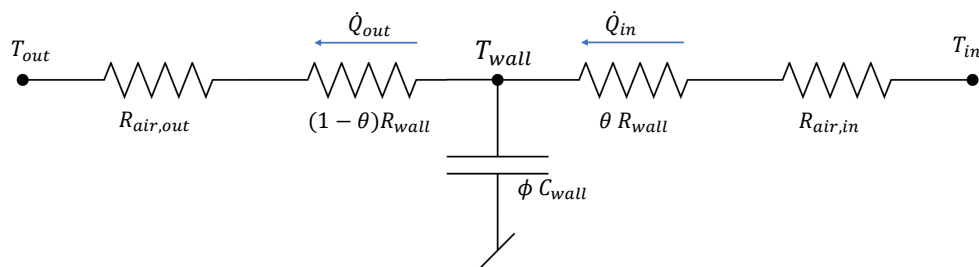 Q̇_out
Q̇_in
T_out
T_wall
T_in
R_air,out
(1 − θ)R_wall
θ R_wall
R_air,in
ϕ C_wall